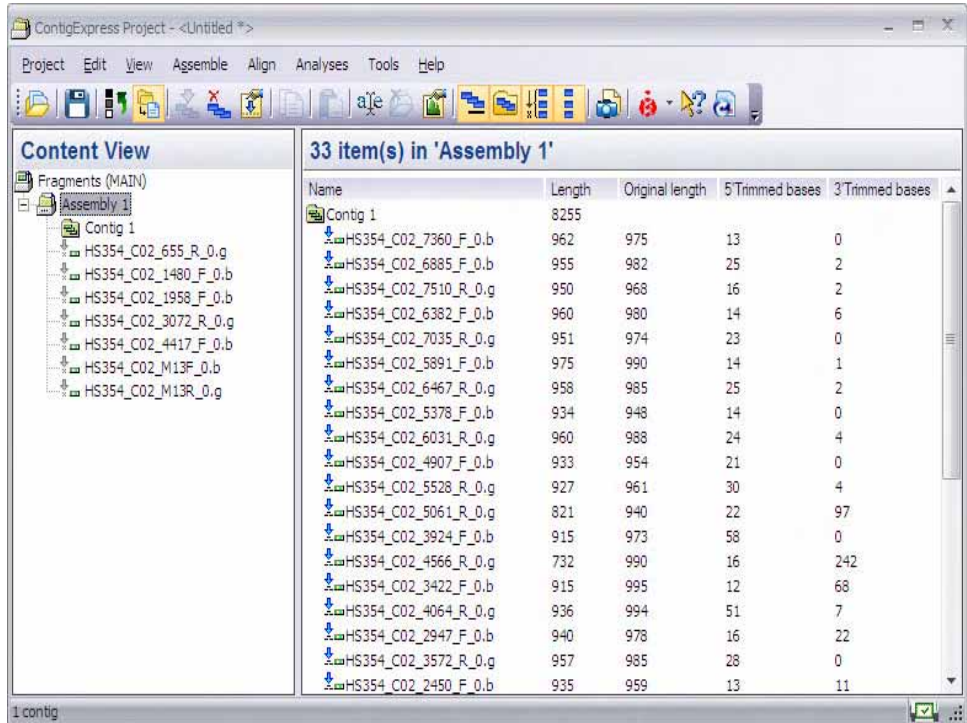 ContigExpress Project - <Untitled *>
Project Edit View Assemble Align Analyses Tools Help
Content View
Fragments (MAIN)
Assembly 1
Contig 1
HS354_C02_655_R_0.g
HS354_C02_1480_F_0.b
HS354_C02_1958_F_0.b
HS354_C02_3072_R_0.g
HS354_C02_4417_F_0.b
HS354_C02_M13F_0.b
HS354_C02_M13R_0.g
33 item(s) in 'Assembly 1'
Name Length Original length 5'Trimmed bases 3'Trimmed bases
Contig 1 8255
HS354_C02_7360_F_0.b 962 975 13 0
HS354_C02_6885_F_0.b 955 982 25 2
HS354_C02_7510_R_0.g 950 968 16 2
HS354_C02_6382_F_0.b 960 980 14 6
HS354_C02_7035_R_0.g 951 974 23 0
HS354_C02_5891_F_0.b 975 990 14 1
HS354_C02_6467_R_0.g 958 985 25 2
HS354_C02_5378_F_0.b 934 948 14 0
HS354_C02_6031_R_0.g 960 988 24 4
HS354_C02_4907_F_0.b 933 954 21 0
HS354_C02_5528_R_0.g 927 961 30 4
HS354_C02_5061_R_0.g 821 940 22 97
HS354_C02_3924_F_0.b 915 973 58 0
HS354_C02_4566_R_0.g 732 990 16 242
HS354_C02_3422_F_0.b 915 995 12 68
HS354_C02_4064_R_0.g 936 994 51 7
HS354_C02_2947_F_0.b 940 978 16 22
HS354_C02_3572_R_0.g 957 985 28 0
HS354_C02_2450_F_0.b 935 959 13 11
1 contig